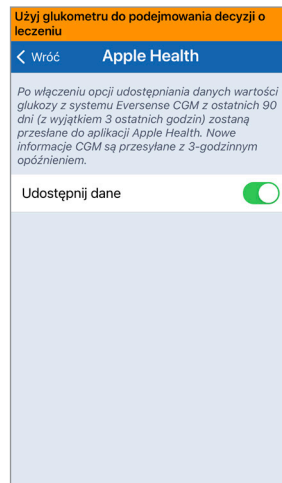 Użyj glukometru do podejmowania decyzji o
leczeniu
Wróć
Apple Health
Po włączeniu opcji udostępniania danych wartości
glukozy z systemu Eversense CGM z ostatnich 90
dni (z wyjątkiem 3 ostatnich godzin) zostaną
przesłane do aplikacji Apple Health. Nowe
informacje CGM są przesyłane z 3-godzinnym
opóźnieniem.
Udostępnij dane